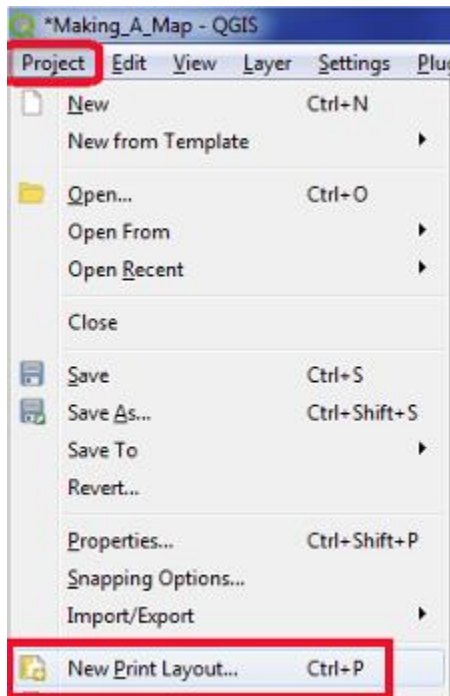 *Making_A_Map - QGIS
Project Edit View Layer Settings
New Ctrl+N
New from Template
Open... Ctrl+O
Open From
Open Recent
Close
Save Ctrl+S
Save As... Ctrl+Shift+S
Save To
Revert...
Properties... Ctrl+Shift+P
Snapping Options...
Import/Export
New Print Layout... Ctrl+P